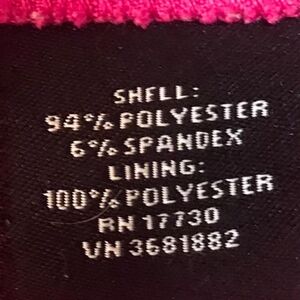 SHELL:
94% POLYESTER
6% SPANDEX
LINING:
100% POLYESTER
RN 17730
VN 3681882